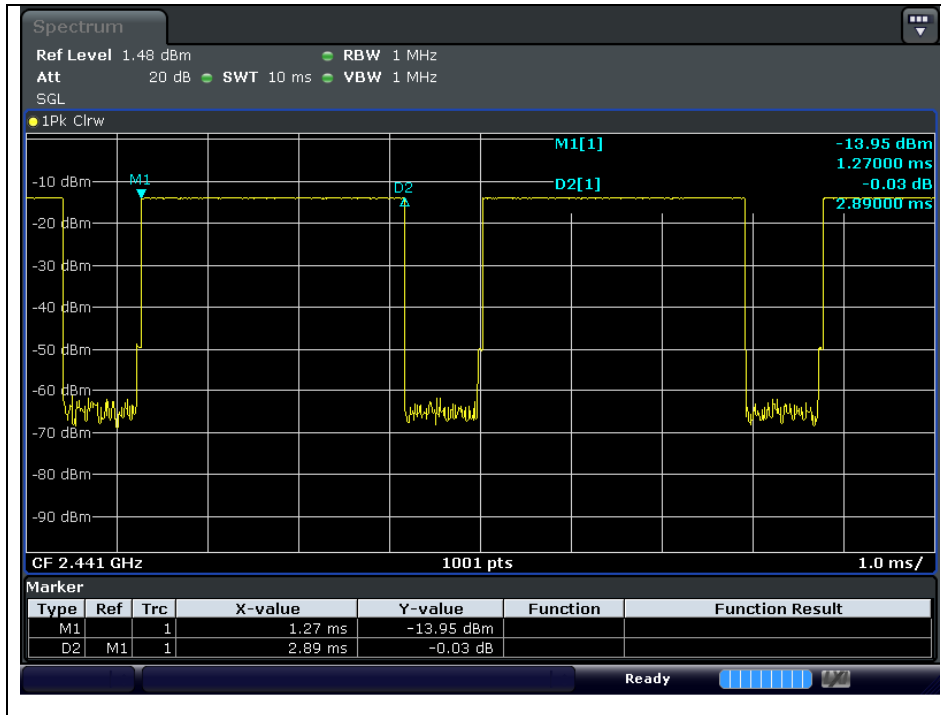 Spectrum
Ref Level 1.48 dBm RBW 1 MHz
Att 20 dB SWT 10 ms VBW 1 MHz
SGL
1Pk Clrw
M1[1] -13.95 dBm
1.27000 ms
-10 dBm M1 D2 D2[1] -0.03 dB
2.89000 ms
-20 dBm
-30 dBm
-40 dBm
-50 dBm
-60 dBm
-70 dBm
-80 dBm
-90 dBm
CF 2.441 GHz 1001 pts 1.0 ms/
Marker
Type Ref Trc X-value Y-value Function Function Result
M1 1 1.27 ms -13.95 dBm
D2 M1 1 2.89 ms -0.03 dB
Ready